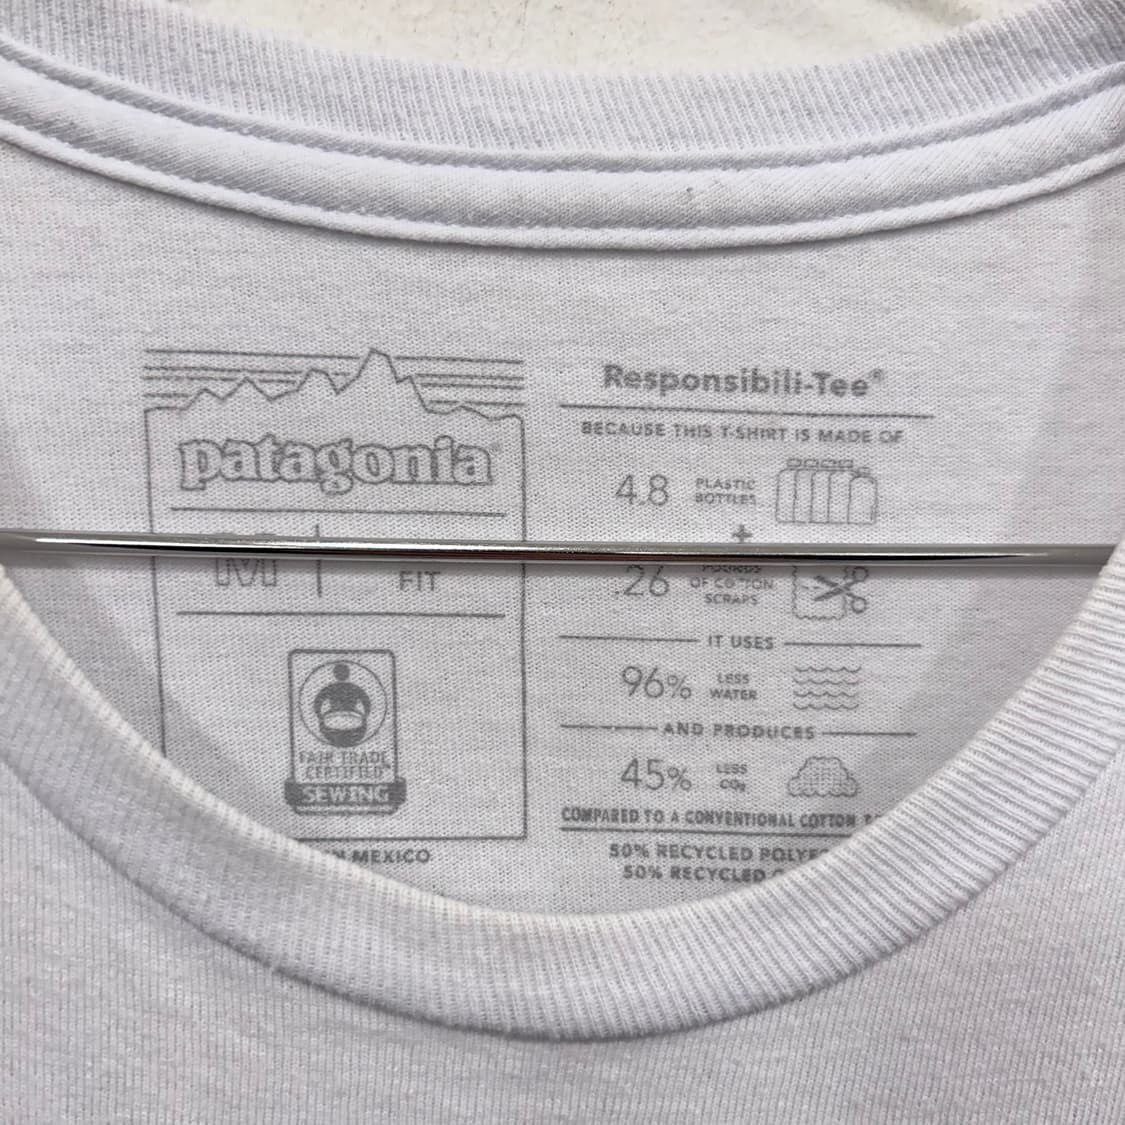 patagonia®
M
FIT
FAIR TRADE
CERTIFIED™
SEWING
MEXICO
Responsibili-Tee®
BECAUSE THIS T-SHIRT IS MADE OF
4.8 PLASTIC
BOTTLES
+
.26 POUNDS
OF COTTON
SCRAPS
IT USES
96% LESS
WATER
AND PRODUCES
45% LESS
CO₂
COMPARED TO A CONVENTIONAL COTTON
50% RECYCLED
50% RECYCLED